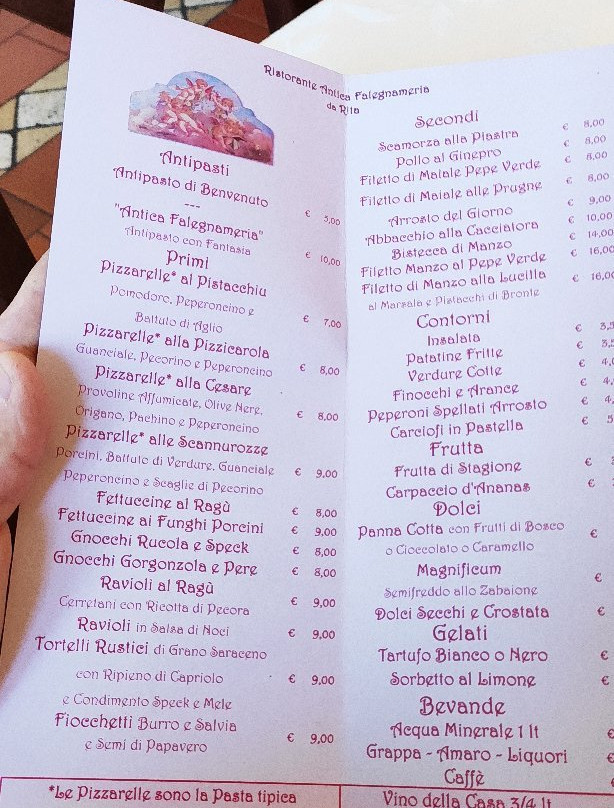 Ristorante Antica Falegnameria
da Rita
Antipasti
Antipasto di Benvenuto € 5,00
---
"Antica Falegnameria"
Antipasto con Fantasia € 10,00
Primi
Pizzarelle* al Pistacchiu
Pomodoro, Peperoncino e
Battuto di Aglio € 7,00
Pizzarelle* alla Pizzicarola
Guanciale, Pecorino e Peperoncino € 8,00
Pizzarelle* alla Cesare
Provoline Affumicate, Olive Nere,
Origano, Pachino e Peperoncino € 8,00
Pizzarelle* alle Scannurozze
Porcini, Battuto di Verdure, Guanciale € 9,00
Peperoncino e Scaglie di Pecorino
Fettuccine al Ragù € 8,00
Fettuccine ai Funghi Porcini € 9,00
Gnocchi Rucola e Speck € 8,00
Gnocchi Gorgonzola e Pere € 8,00
Ravioli al Ragù
Cerretani con Ricotta di Pecora € 9,00
Ravioli in Salsa di Noci € 9,00
Tortelli Rustici di Grano Saraceno
con Ripieno di Capriolo € 9,00
e Condimento Speck e Mele
Fiocchetti Burro e Salvia € 9,00
e Semi di Papavero
*Le Pizzarelle sono la Pasta tipica
Secondi
Scamorza alla Piastra € 8,00
Pollo al Ginepro € 8,00
Filetto di Maiale Pepe Verde € 8,00
Filetto di Maiale alle Prugne € 8,00
Arrosto del Giorno € 9,00
Abbacchio alla Cacciatora € 10,00
Bistecca di Manzo € 14,00
Filetto Manzo al Pepe Verde € 16,00
Filetto di Manzo alla Lucilla € 16,00
al Marsala e Pistacchi di Bronte
Contorni
Insalata € 3,5
Patatine Fritte € 3,5
Verdure Cotte € 4,
Finocchi e Arance € 4,
Peperoni Spellati Arrosto € 4,
Carciofi in Pastella € 5
Frutta
Frutta di Stagione €
Carpaccio d'Ananas €
Dolci
Panna Cotta con Frutti di Bosco €
o Cioccolato o Caramello
Magnificum €
Semifreddo allo Zabaione
Dolci Secchi e Crostata €
Gelati
Tartufo Bianco o Nero €
Sorbetto al Limone €
Bevande
Acqua Minerale 1 lt €
Grappa - Amaro - Liquori €
Caffè €
Vino della Casa 3/4 lt